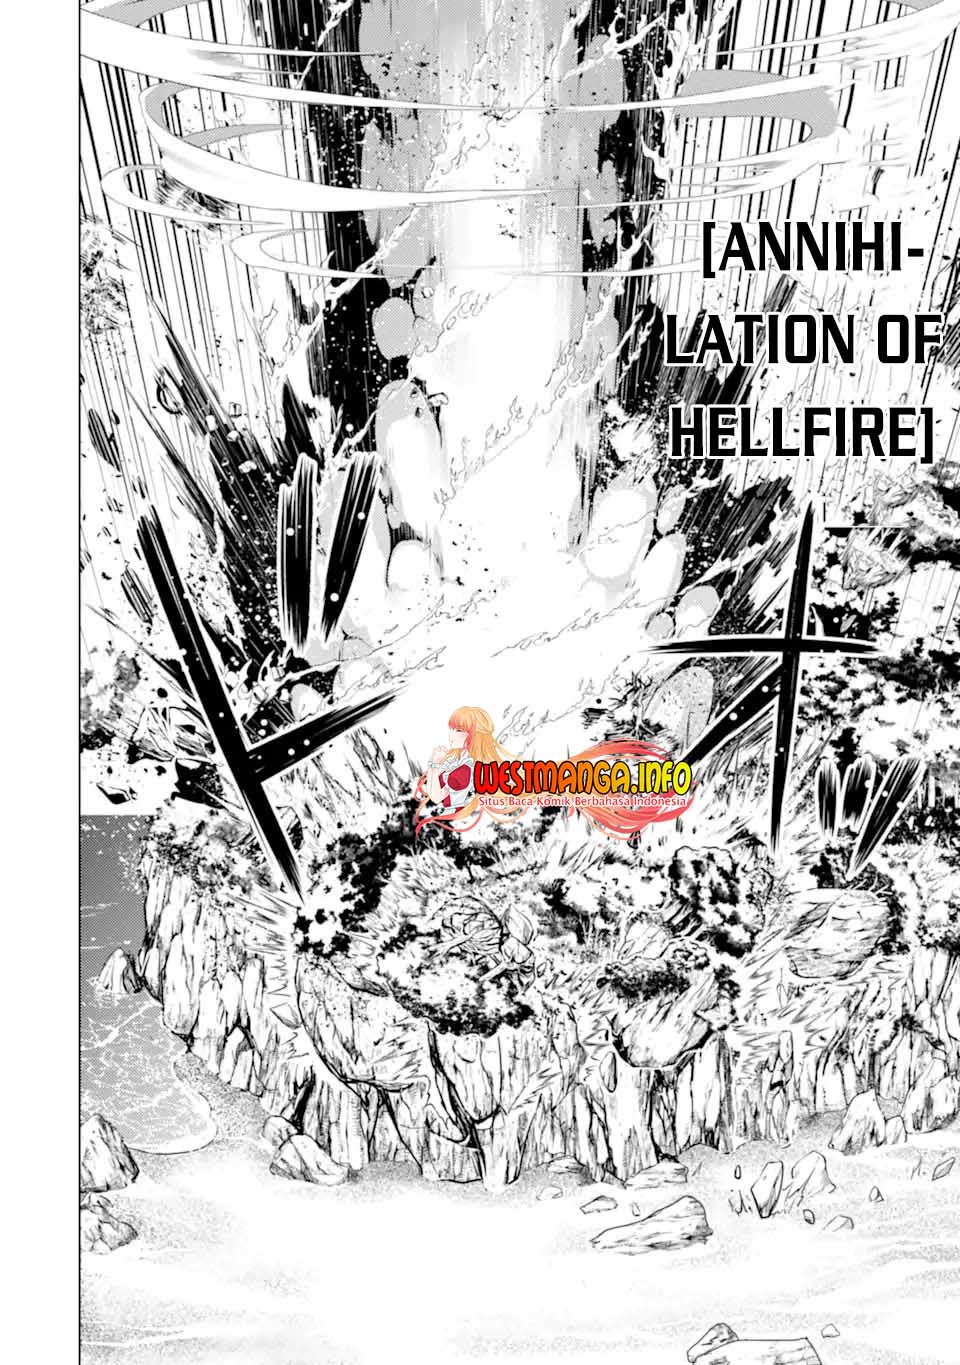 [ANNIHI-
LATION OF
HELLFIRE]
WESTMANGA.INFO
Situs Baca Komik Berbahasa Indonesia